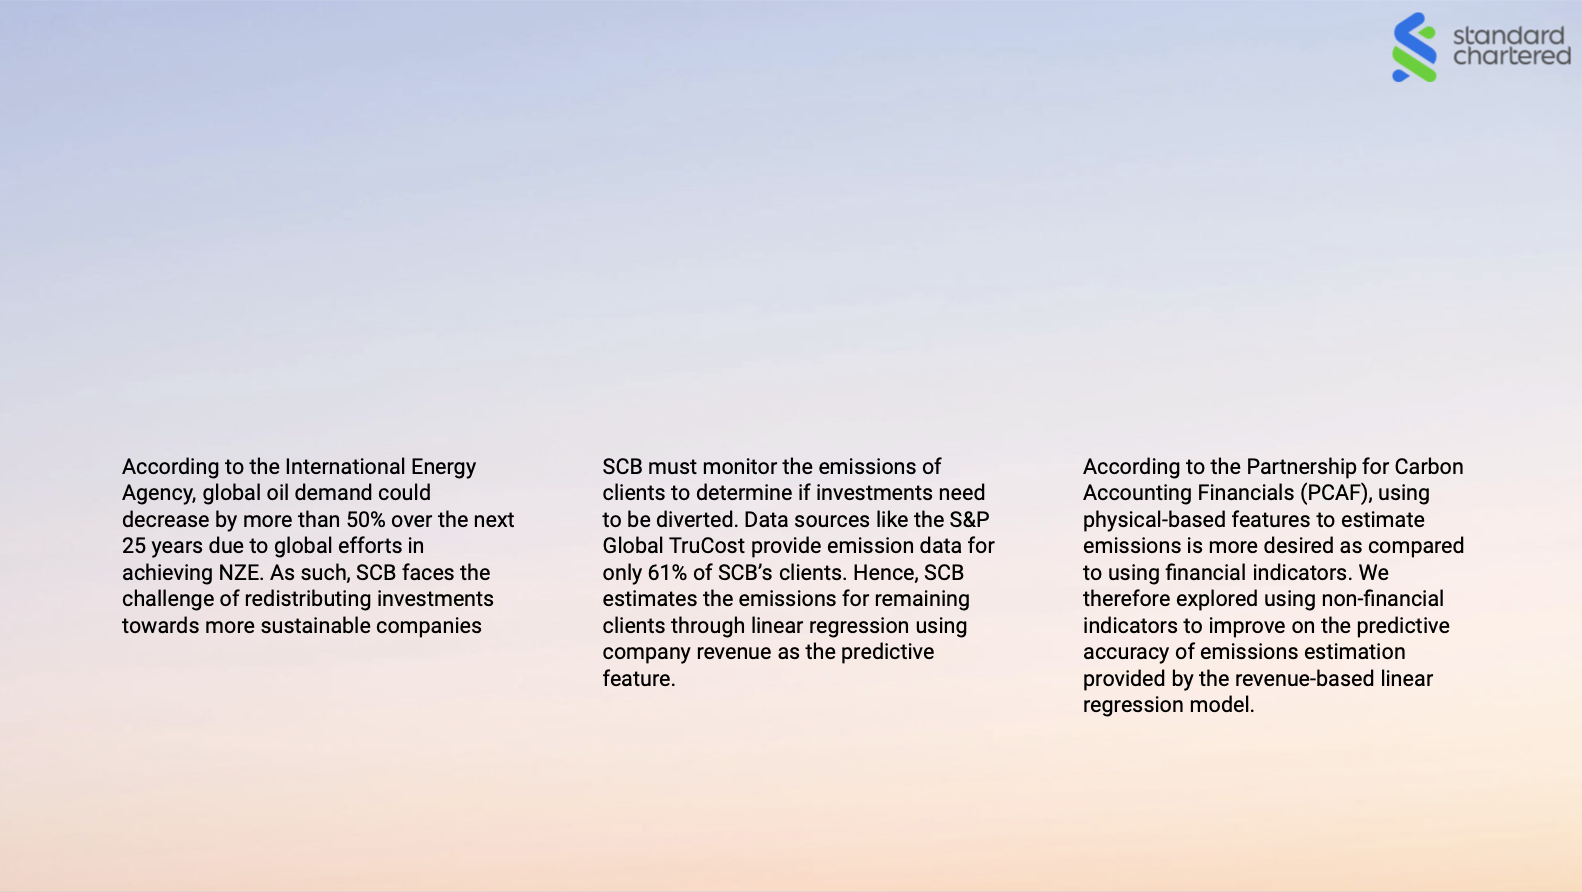 standard
chartered
According to the International Energy
Agency, global oil demand could
decrease by more than 50% over the next
25 years due to global efforts in
achieving NZE. As such, SCB faces the
challenge of redistributing investments
towards more sustainable companies
SCB must monitor the emissions of
clients to determine if investments need
to be diverted. Data sources like the S&P
Global TruCost provide emission data for
only 61% of SCB’s clients. Hence, SCB
estimates the emissions for remaining
clients through linear regression using
company revenue as the predictive
feature.
According to the Partnership for Carbon
Accounting Financials (PCAF), using
physical-based features to estimate
emissions is more desired as compared
to using financial indicators. We
therefore explored using non-financial
indicators to improve on the predictive
accuracy of emissions estimation
provided by the revenue-based linear
regression model.